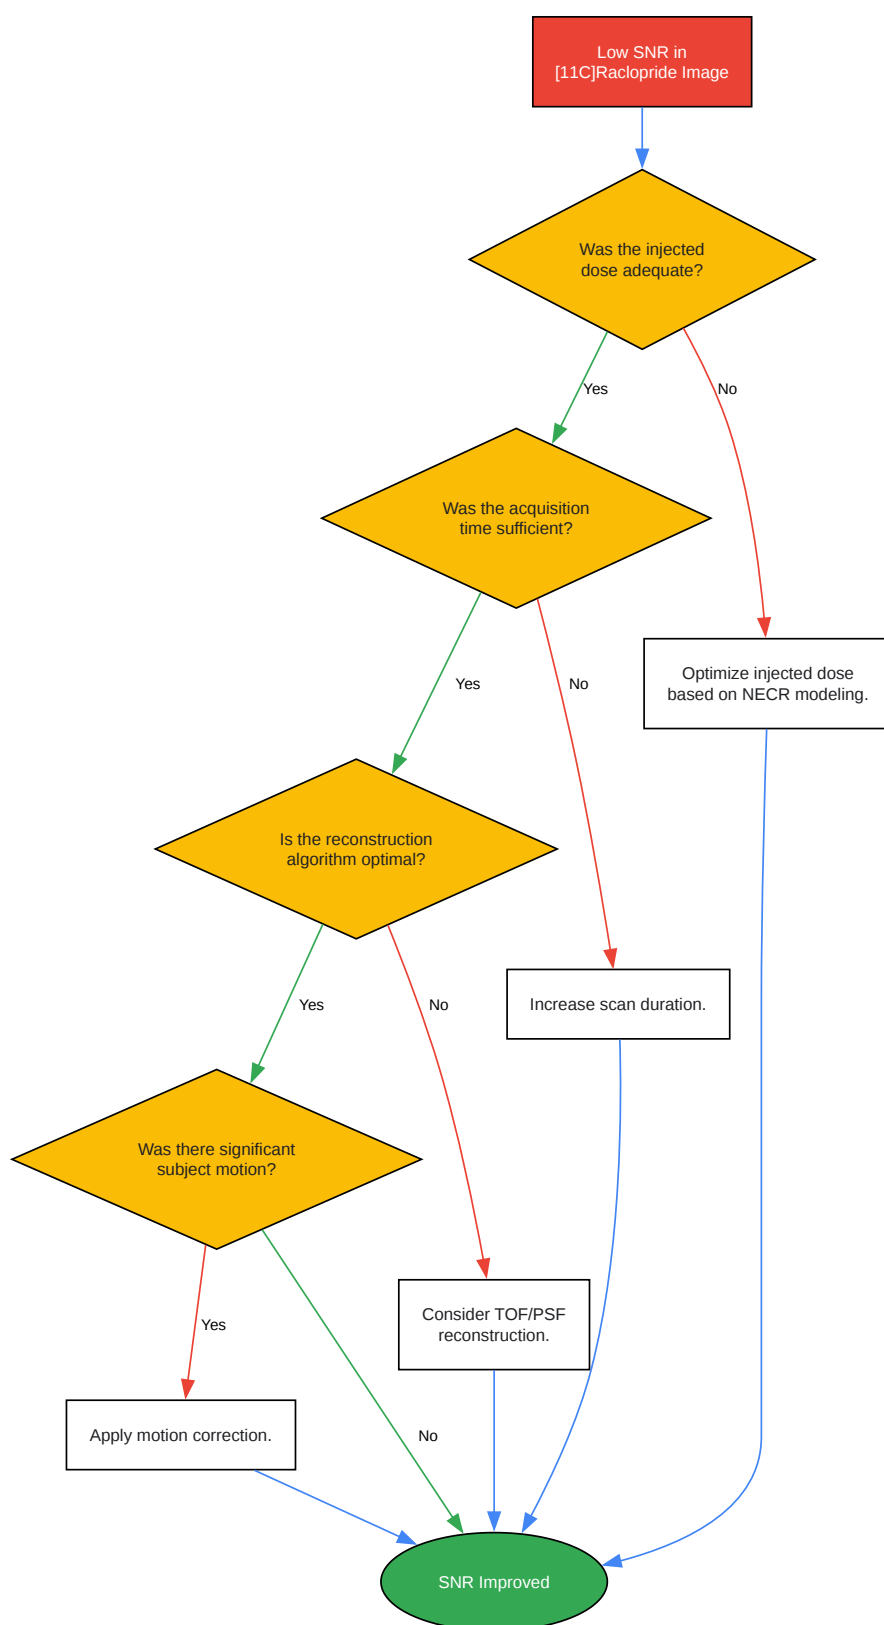 Low SNR in
[11C]Raclopride Image
Was the injected
dose adequate?
Yes
No
Was the acquisition
time sufficient?
Optimize injected dose
based on NECR modeling.
Yes
No
Is the reconstruction
algorithm optimal?
Increase scan duration.
Yes
No
Was there significant
subject motion?
Consider TOF/PSF
reconstruction.
Yes
No
Apply motion correction.
SNR Improved